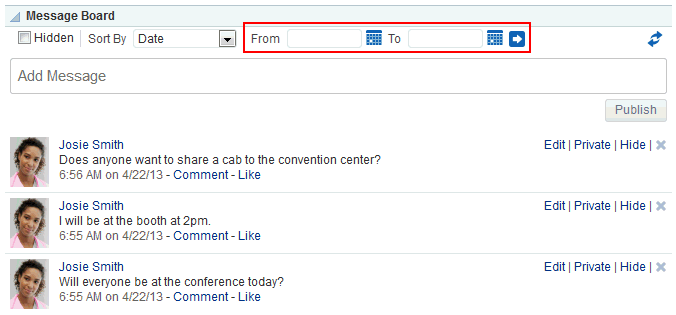 Message Board
Hidden Sort By Date From To
Add Message
Publish
Josie Smith Edit | Private | Hide |
Does anyone want to share a cab to the convention center?
6:56 AM on 4/22/13 - Comment - Like
Josie Smith Edit | Private | Hide |
I will be at the booth at 2pm.
6:55 AM on 4/22/13 - Comment - Like
Josie Smith Edit | Private | Hide |
Will everyone be at the conference today?
6:55 AM on 4/22/13 - Comment - Like